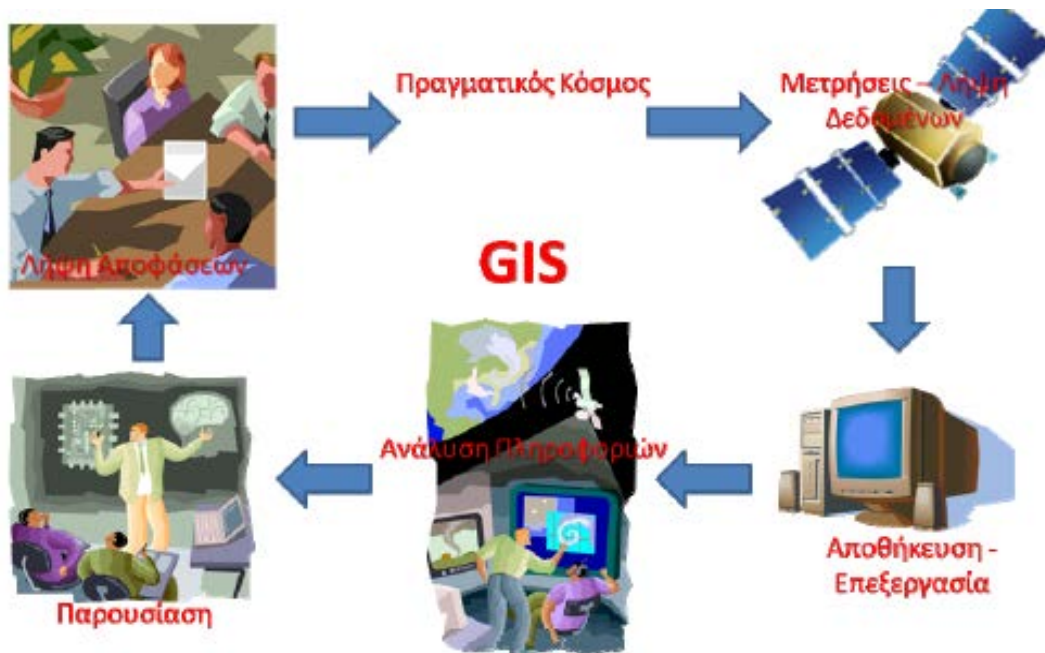 Πραγματικός Κόσμος
Μετρήσεις – Λήψη
Δεδομένων
Λήψη Αποφάσεων
GIS
Ανάλυση Πληροφοριών
Αποθήκευση -
Επεξεργασία
Παρουσίαση